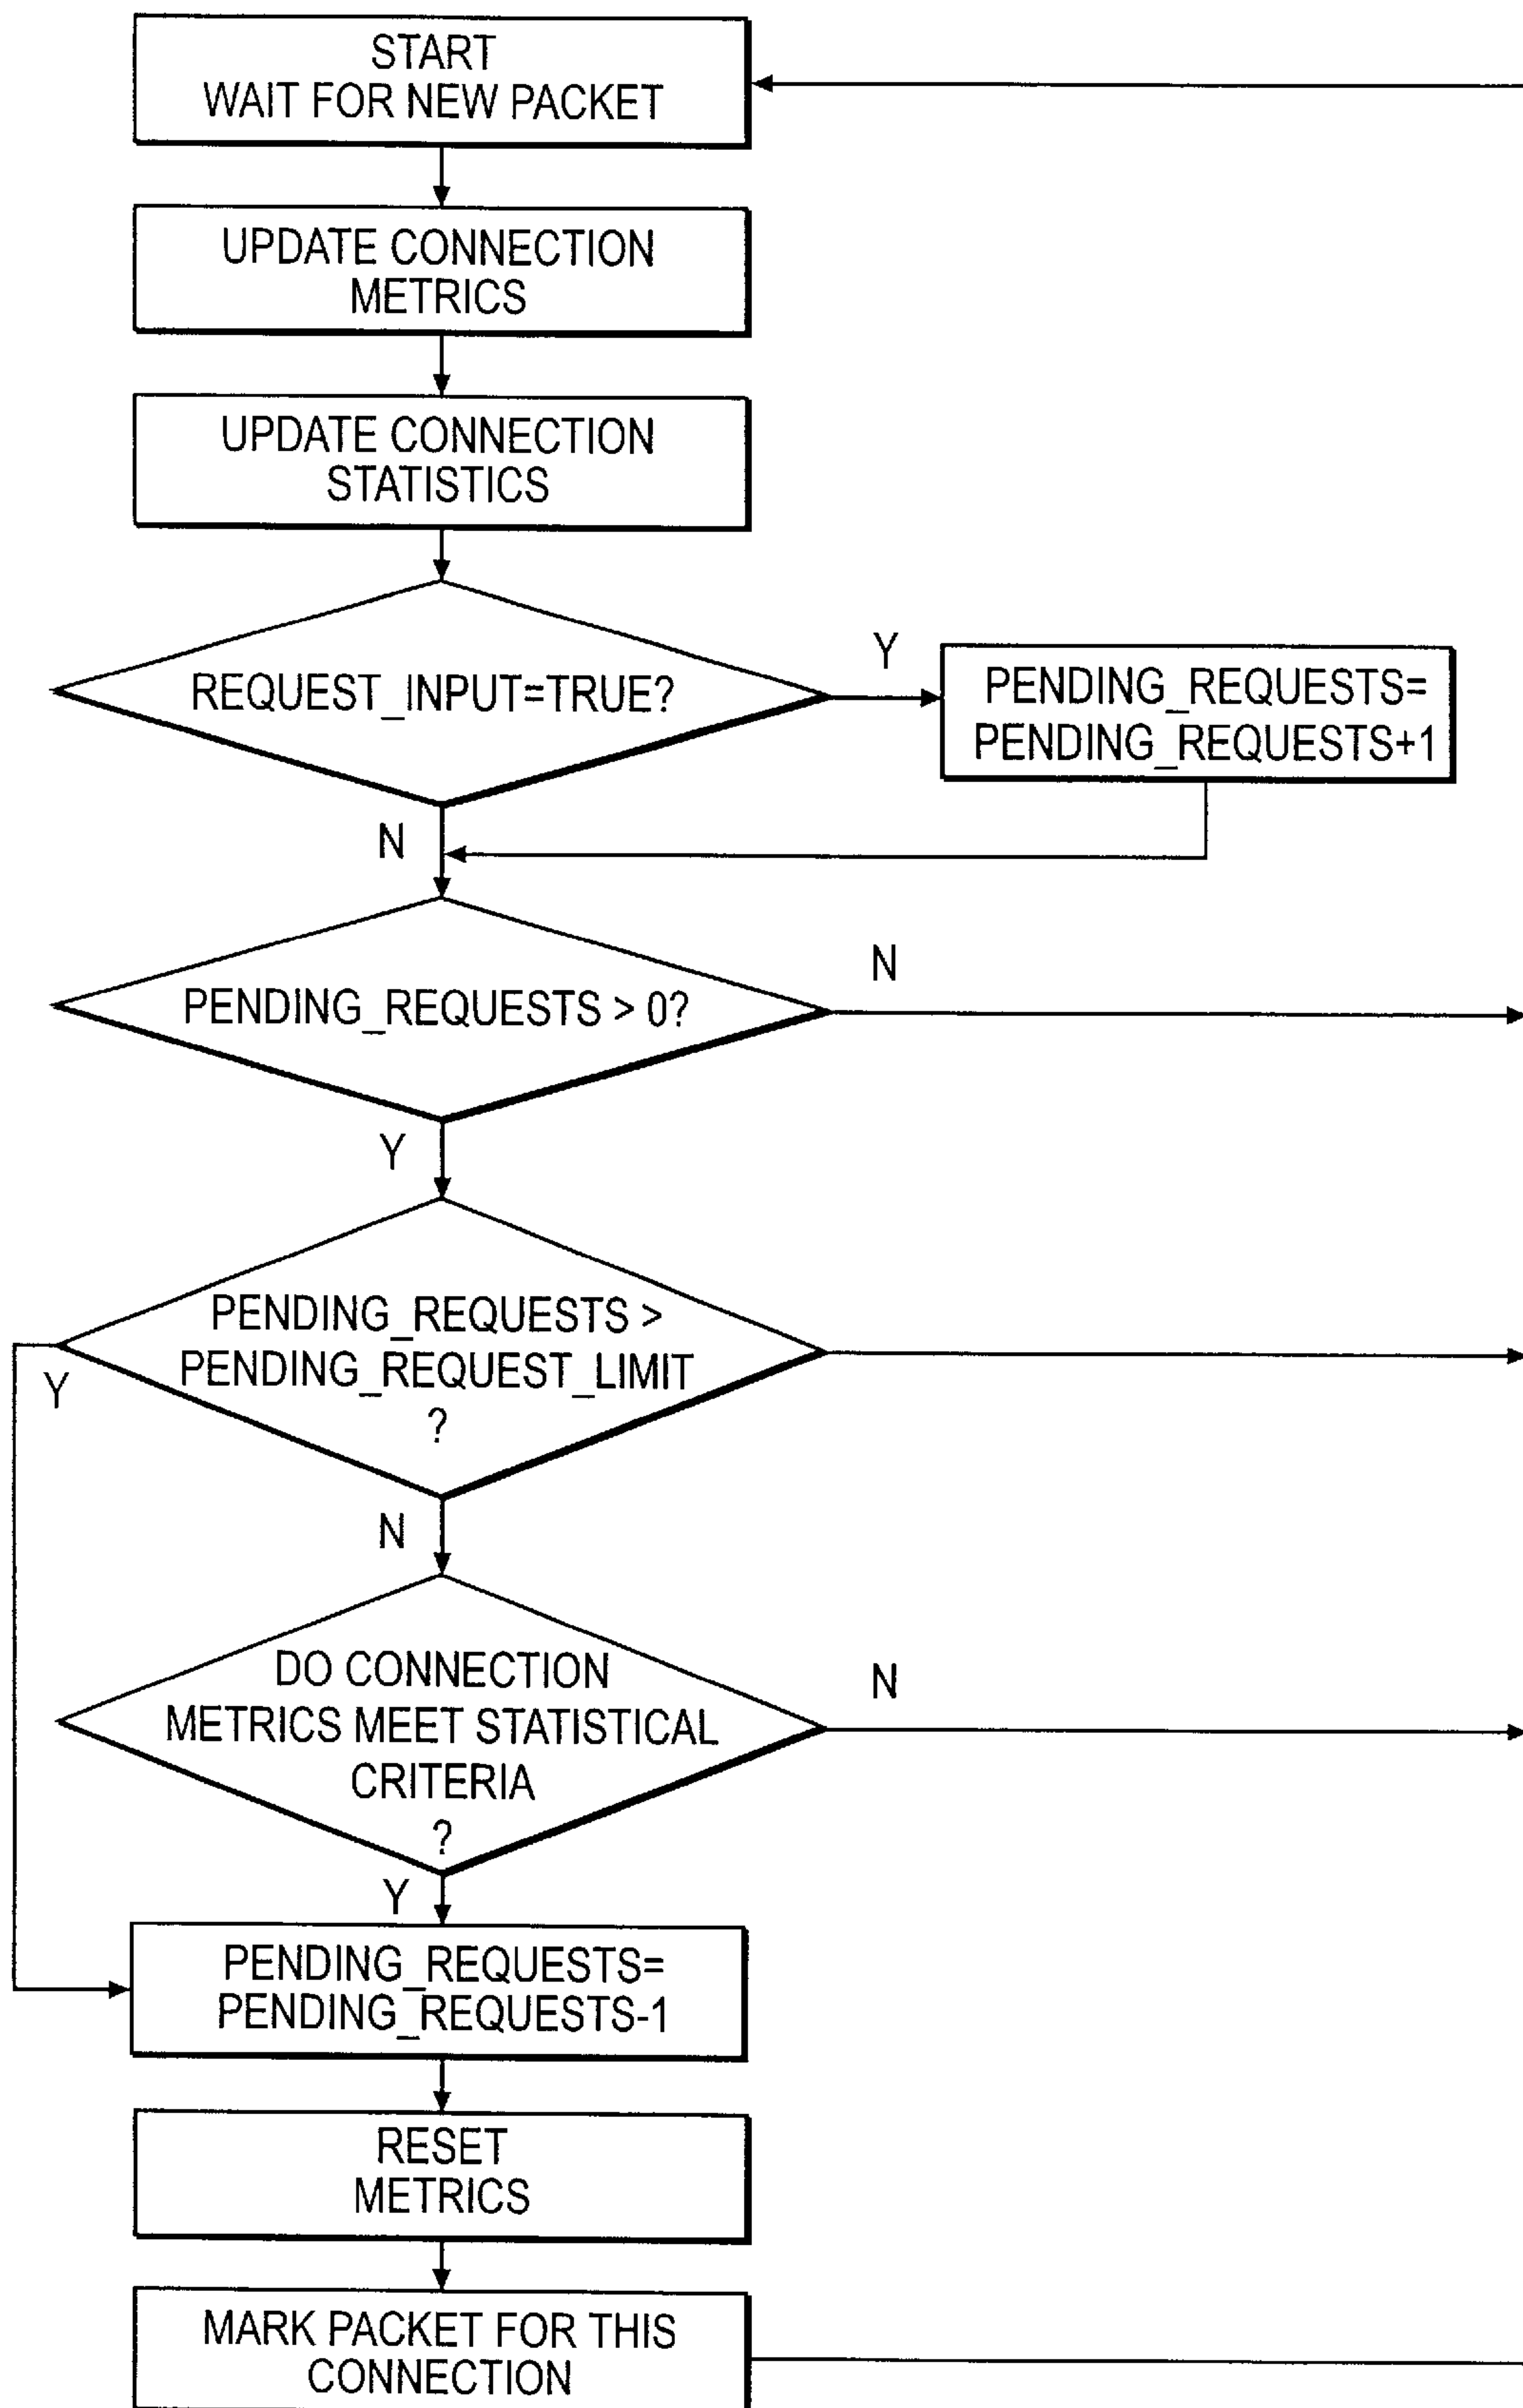 START
WAIT FOR NEW PACKET
UPDATE CONNECTION
METRICS
UPDATE CONNECTION
STATISTICS
REQUEST_INPUT=TRUE?
Y
PENDING_REQUESTS=
PENDING_REQUESTS+1
N
PENDING_REQUESTS > 0?
N
Y
PENDING_REQUESTS >
PENDING_REQUEST_LIMIT
?
Y
N
DO CONNECTION
METRICS MEET STATISTICAL
CRITERIA
?
N
Y
PENDING_REQUESTS=
PENDING_REQUESTS-1
RESET
METRICS
MARK PACKET FOR THIS
CONNECTION